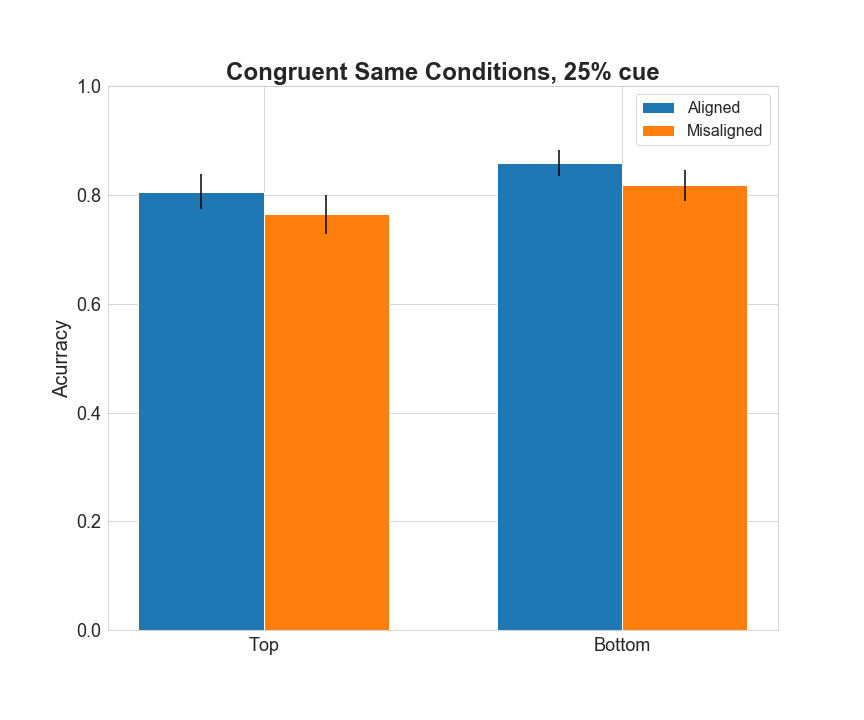 Congruent Same Conditions, 25% cue
Aligned
Misaligned
1.0
0.8
0.6
0.4
0.2
0.0
Acurracy
Top
Bottom